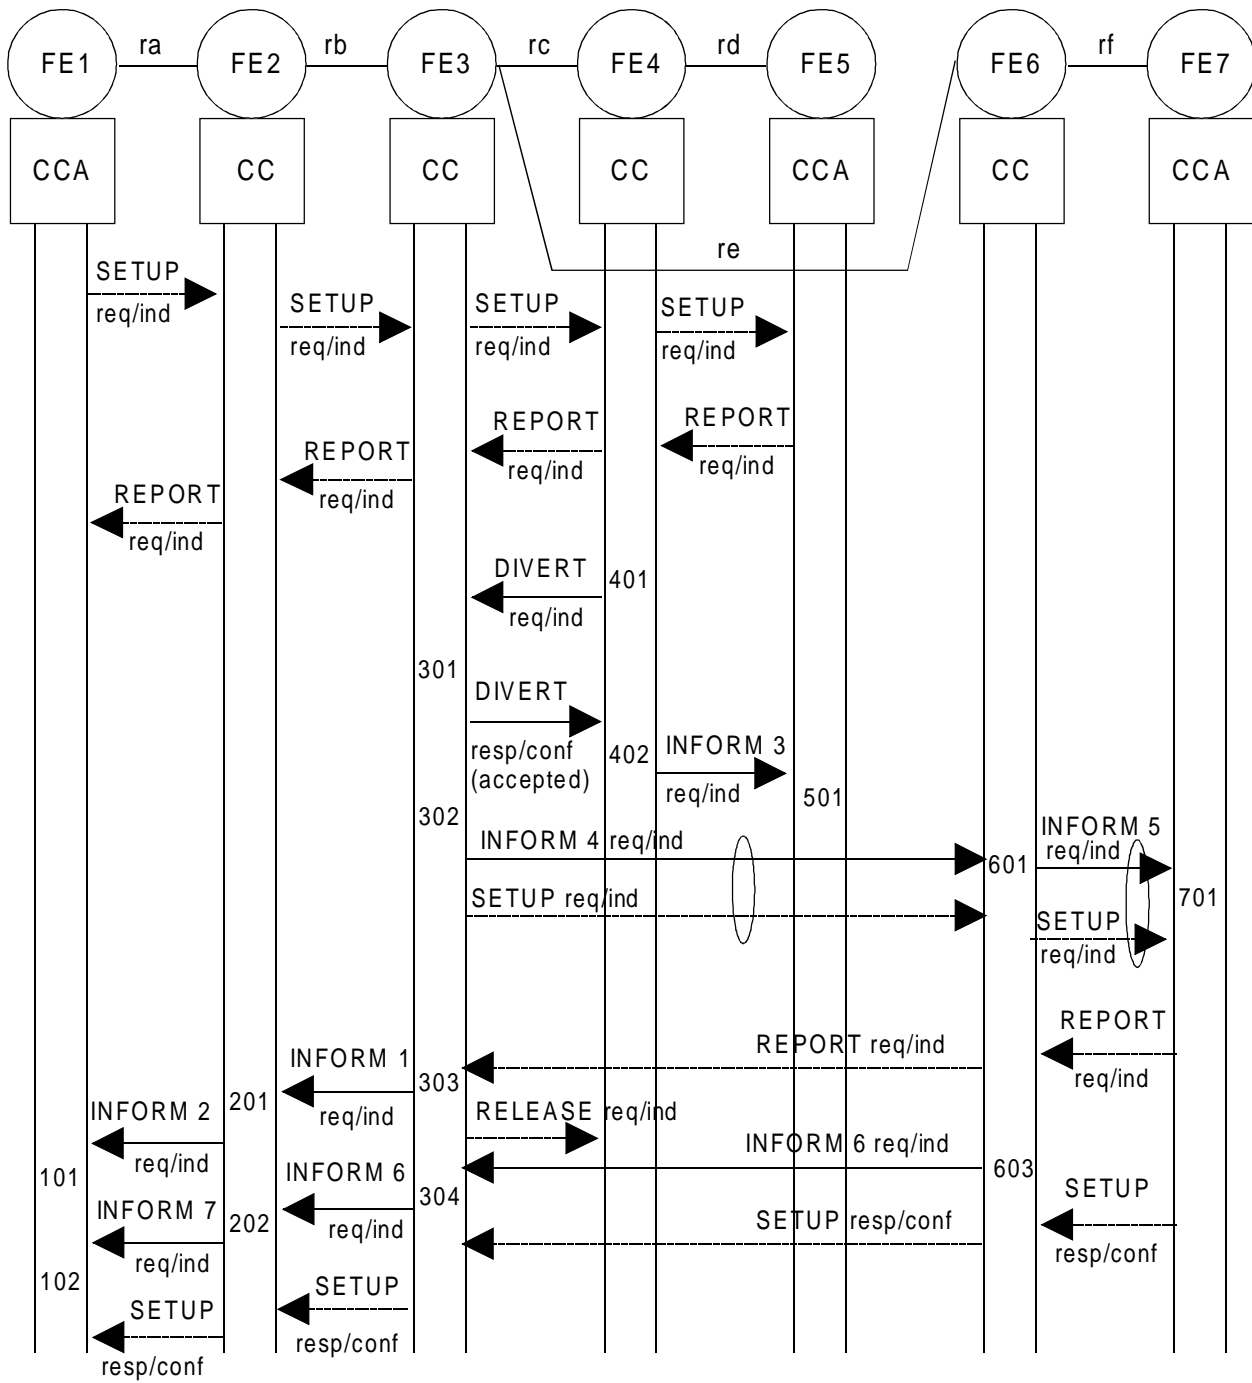 FE1 ra FE2 rb FE3 rc FE4 rd FE5 FE6 rf FE7
CCA CC CC CC CCA CC CCA
re
SETUP
req/ind
SETUP
req/ind
SETUP
req/ind
SETUP
req/ind
REPORT
req/ind
REPORT
req/ind
REPORT
req/ind
REPORT
req/ind
DIVERT
req/ind
401
301
DIVERT
resp/conf
(accepted)
402
INFORM 3
req/ind
501
302
INFORM 4 req/ind
601
INFORM 5
req/ind
SETUP req/ind
701
SETUP
req/ind
REPORT
req/ind
REPORT req/ind
303
INFORM 1
req/ind
201
INFORM 2
req/ind
101
RELEASE req/ind
INFORM 6 req/ind
603
304
INFORM 6
req/ind
202
INFORM 7
req/ind
102
SETUP
resp/conf
SETUP resp/conf
SETUP
resp/conf
SETUP
resp/conf